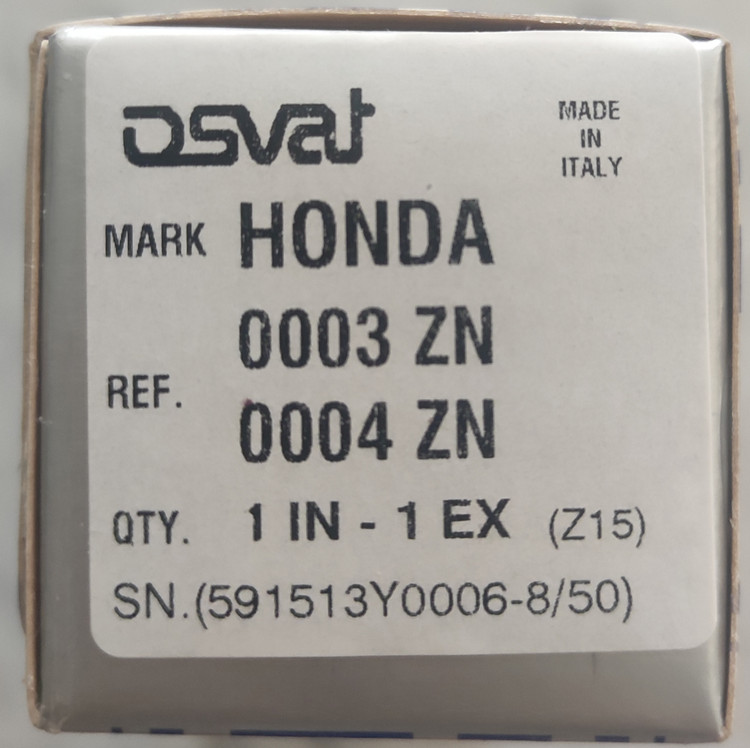 osvat
MADE
IN
ITALY
MARK HONDA
0003 ZN
REF.
0004 ZN
QTY. 1 IN - 1 EX (Z15)
SN.(591513Y0006-8/50)